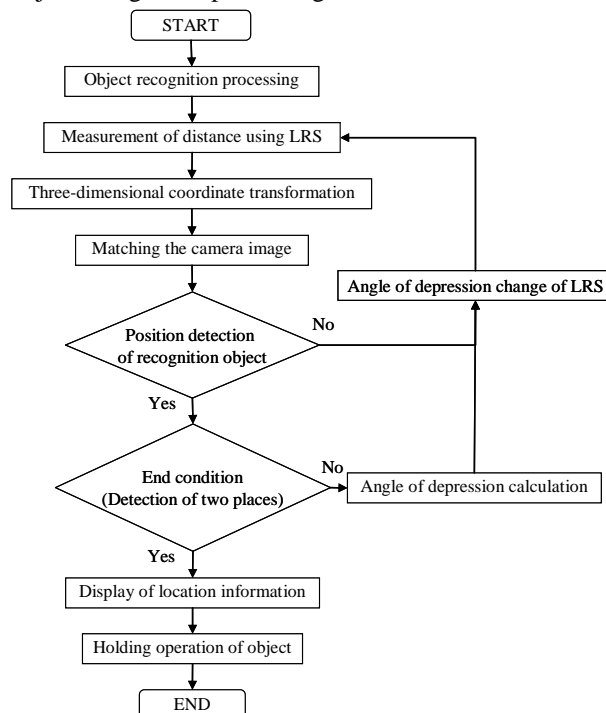 START
Object recognition processing
Measurement of distance using LRS
Three-dimensional coordinate transformation
Matching the camera image
Angle of depression change of LRS
No
Position detection
of recognition object
Yes
No
End condition
(Detection of two places)
Angle of depression calculation
Yes
Display of location information
Holding operation of object
END